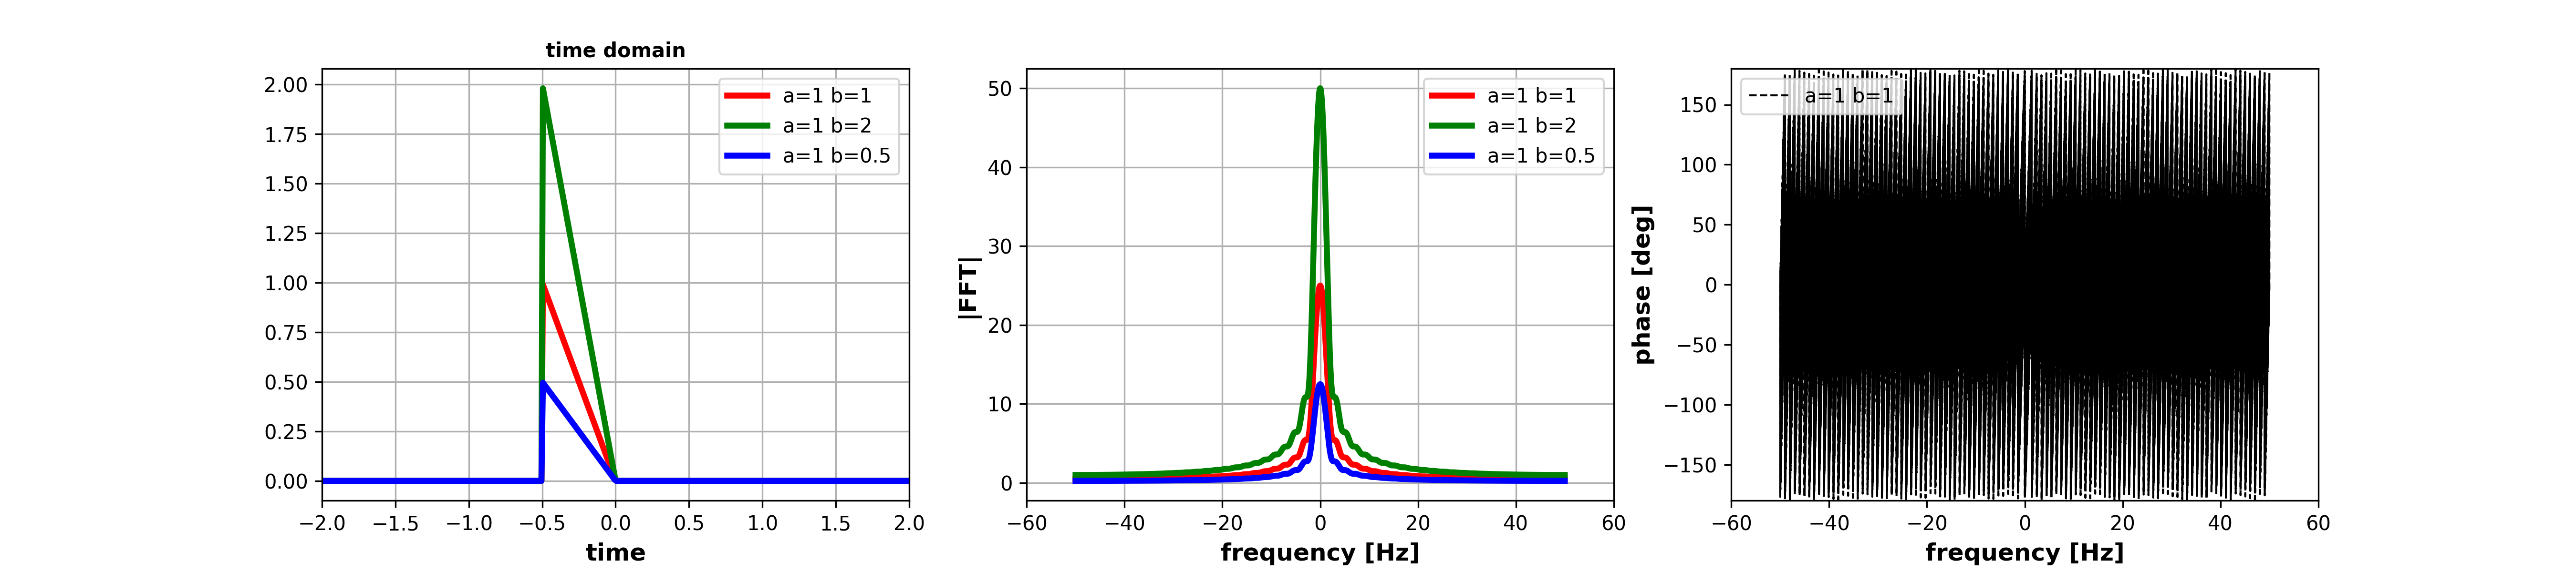 time domain
2.00
1.75
1.50
1.25
1.00
0.75
0.50
0.25
0.00
−2.0 −1.5 −1.0 −0.5 0.0 0.5 1.0 1.5 2.0
time
a=1 b=1
a=1 b=2
a=1 b=0.5
|FFT|
50
40
30
20
10
0
−60 −40 −20 0 20 40 60
frequency [Hz]
a=1 b=1
a=1 b=2
a=1 b=0.5
phase [deg]
150
100
50
0
−50
−100
−150
−60 −40 −20 0 20 40 60
frequency [Hz]
a=1 b=1